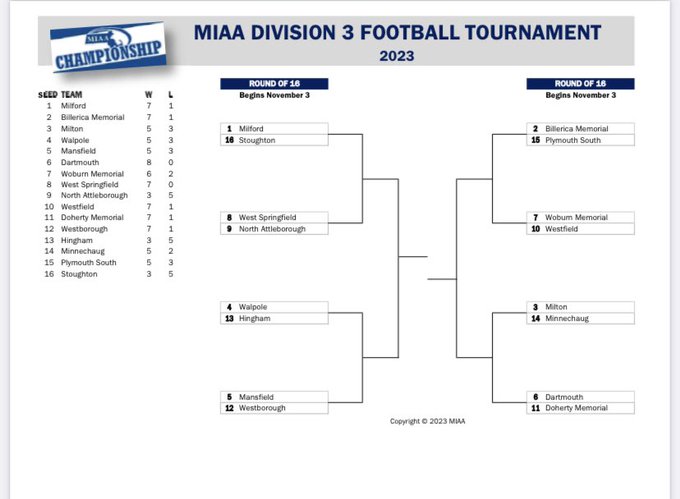 MIAA
CHAMPIONSHIP
MIAA DIVISION 3 FOOTBALL TOURNAMENT
2023
SEED TEAM W L
1 Milford 7 1
2 Billerica Memorial 7 1
3 Milton 5 3
4 Walpole 5 3
5 Mansfield 5 3
6 Dartmouth 8 0
7 Woburn Memorial 6 2
8 West Springfield 7 0
9 North Attleborough 3 5
10 Westfield 7 1
11 Doherty Memorial 7 1
12 Westborough 7 1
13 Hingham 3 5
14 Minnechaug 5 2
15 Plymouth South 5 3
16 Stoughton 3 5
ROUND OF 16
Begins November 3
1 Milford
16 Stoughton
8 West Springfield
9 North Attleborough
4 Walpole
13 Hingham
5 Mansfield
12 Westborough
ROUND OF 16
Begins November 3
2 Billerica Memorial
15 Plymouth South
7 Woburn Memorial
10 Westfield
3 Milton
14 Minnechaug
6 Dartmouth
11 Doherty Memorial
Copyright © 2023 MIAA